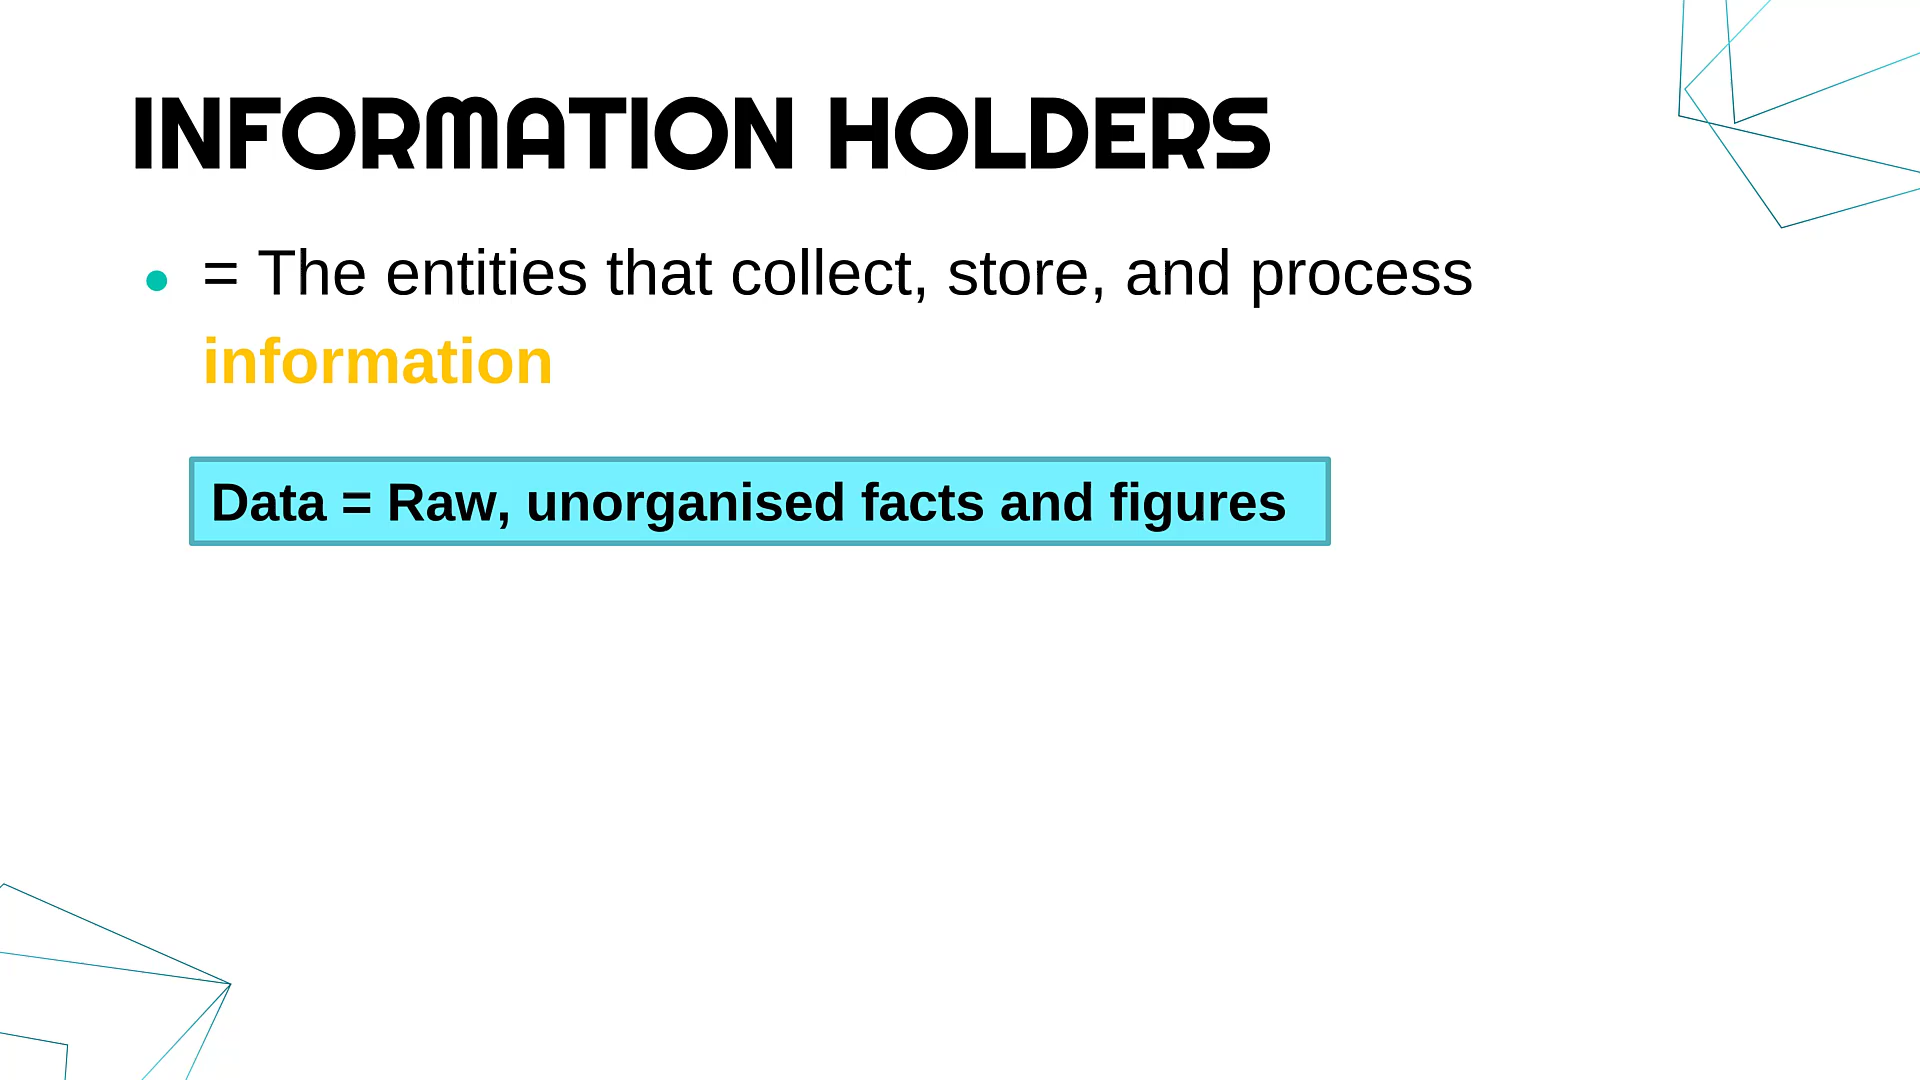 INFORMATION HOLDERS
= The entities that collect, store, and process
information
Data = Raw, unorganised facts and figures